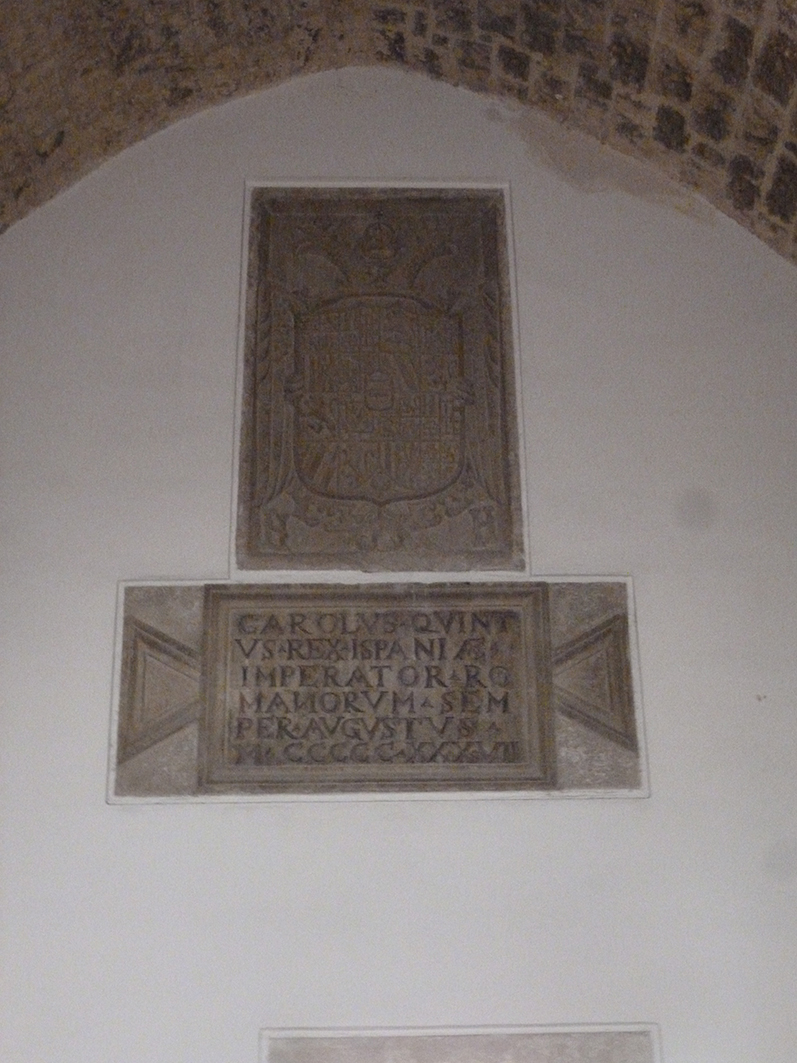 CAROLVS·QVINT
VS·REX·ISPANIÆ
IMPERATOR·RO
MANORVM·SEM
PER·AVGVSTVS·
M·CCCCC·XXXVII